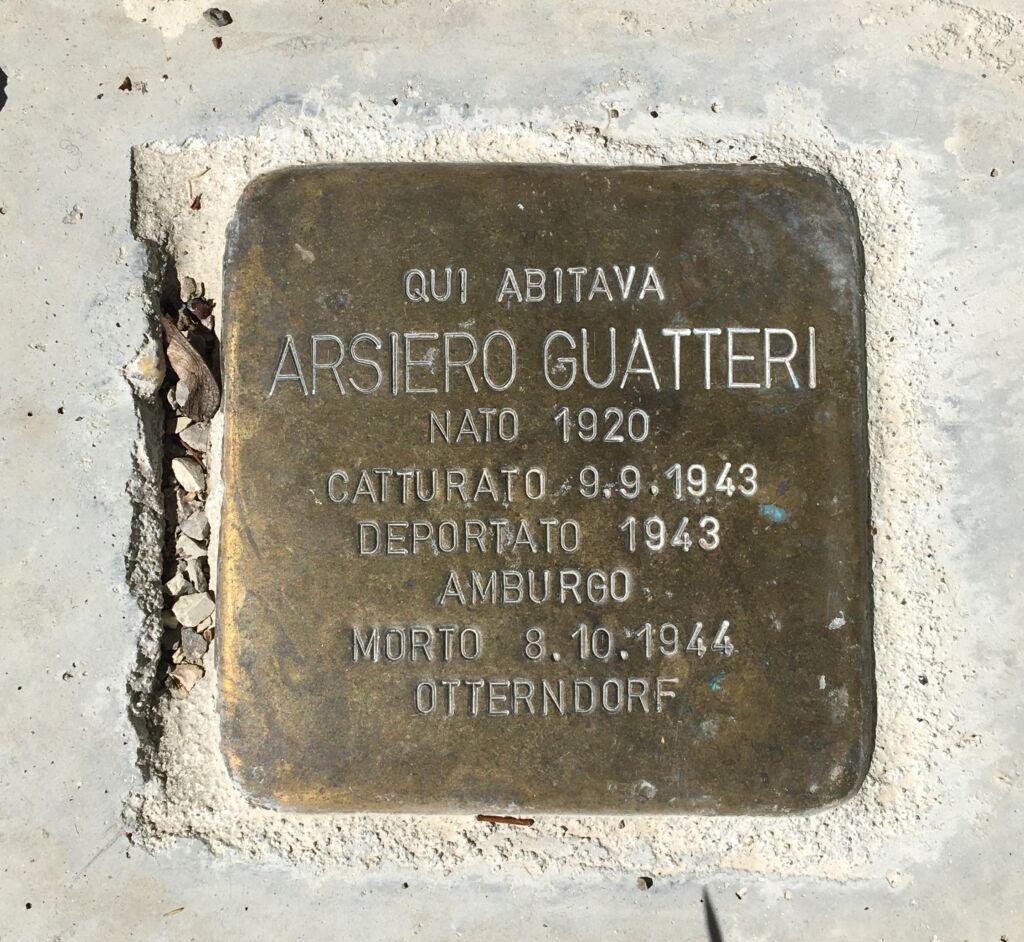 QUI ABITAVA
ARSIERO GUATTERI
NATO 1920
CATTURATO 9.9.1943
DEPORTATO 1943
AMBURGO
MORTO 8.10.1944
OTTERNDORF